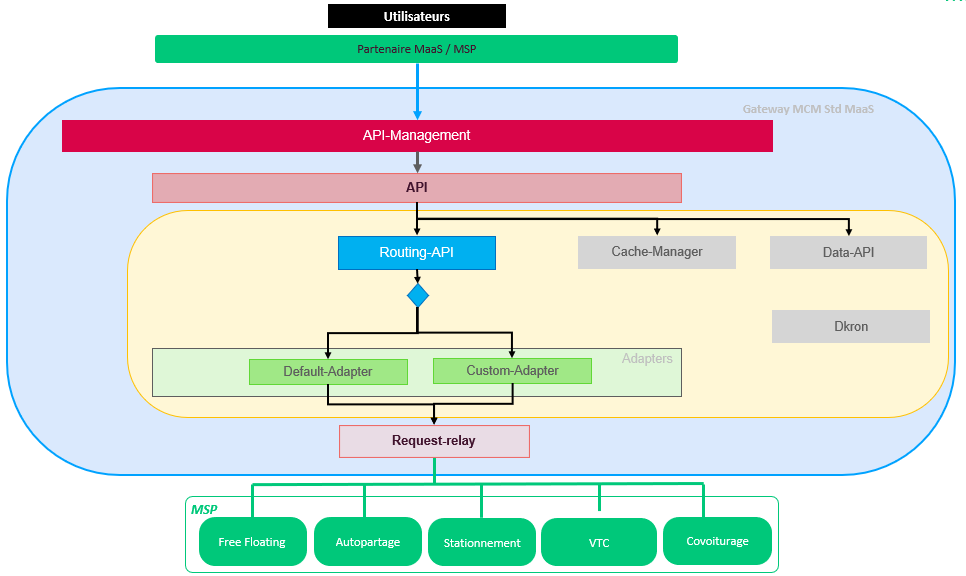 Utilisateurs
Partenaire MaaS / MSP
Gateway MCM Std MaaS
API-Management
API
Routing-API
Cache-Manager
Data-API
Dkron
Adapters
Default-Adapter
Custom-Adapter
Request-relay
MSP
Free Floating
Autopartage
Stationnement
VTC
Covoiturage